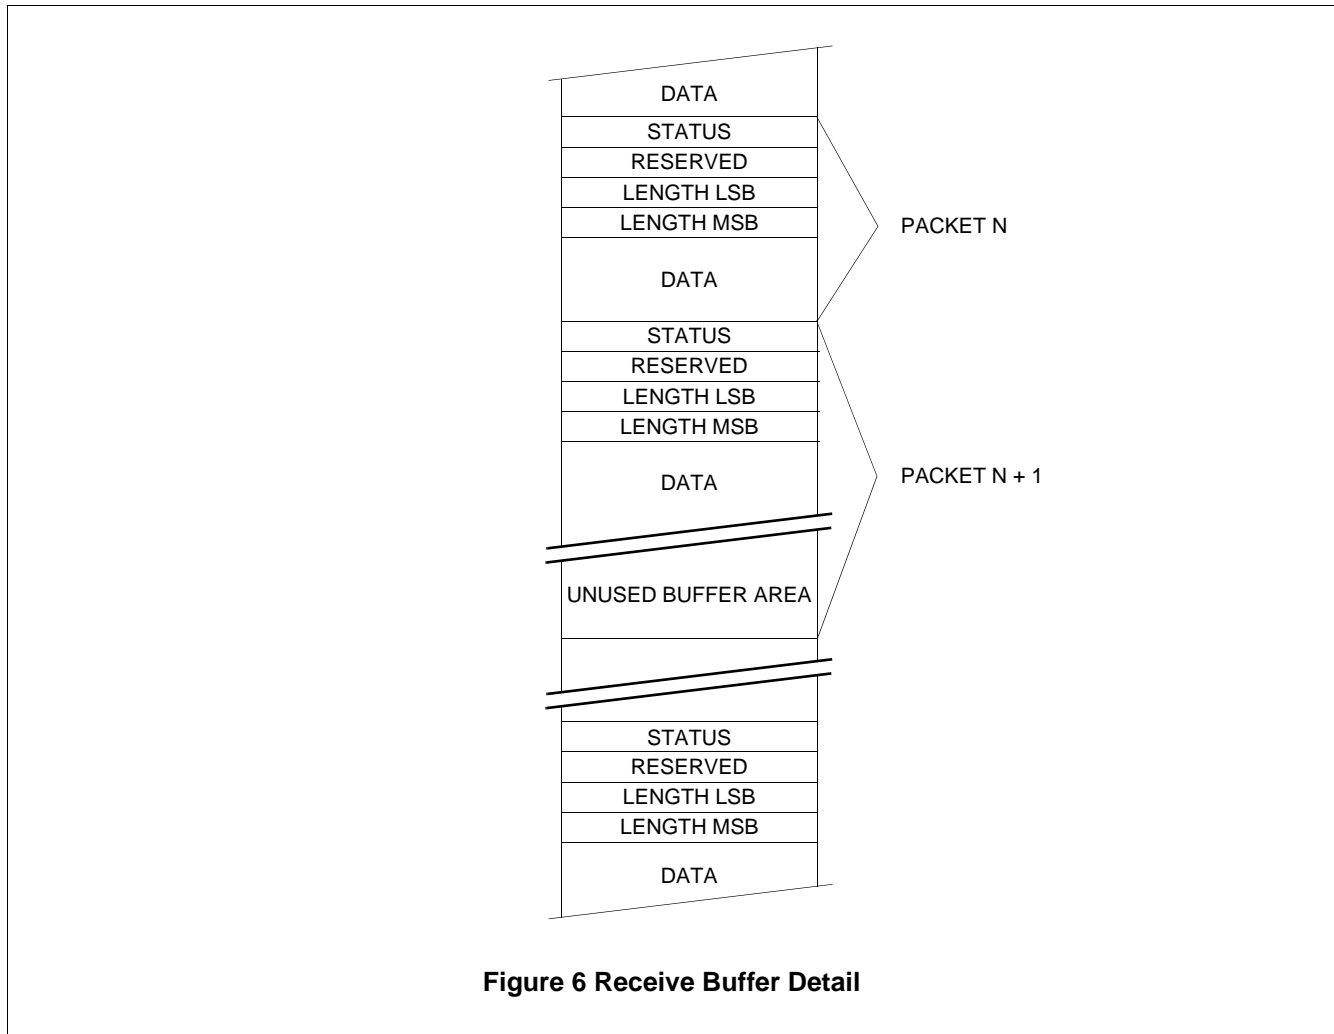 DATA
STATUS
RESERVED
LENGTH LSB
LENGTH MSB
PACKET N
DATA
STATUS
RESERVED
LENGTH LSB
LENGTH MSB
DATA
PACKET N + 1
UNUSED BUFFER AREA
STATUS
RESERVED
LENGTH LSB
LENGTH MSB
DATA
Figure 6 Receive Buffer Detail